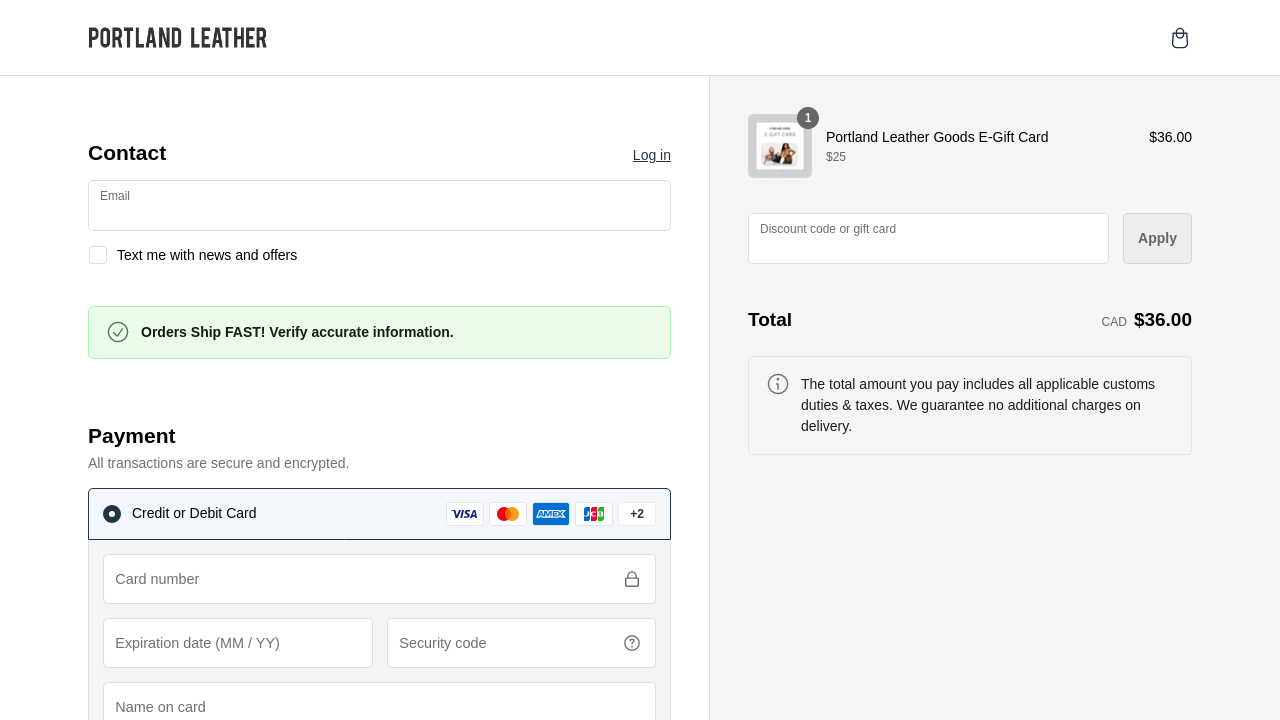 PORTLAND LEATHER
Contact
Log in
Email
Text me with news and offers
Orders Ship FAST! Verify accurate information.
Payment
All transactions are secure and encrypted.
Credit or Debit Card
VISA
AMEX
JCB
+2
Card number
Expiration date (MM / YY)
Security code
Name on card
E-GIFT CARD
1
Portland Leather Goods E-Gift Card
$36.00
$25
Discount code or gift card
Apply
Total
CAD $36.00
The total amount you pay includes all applicable customs
duties & taxes. We guarantee no additional charges on
delivery.